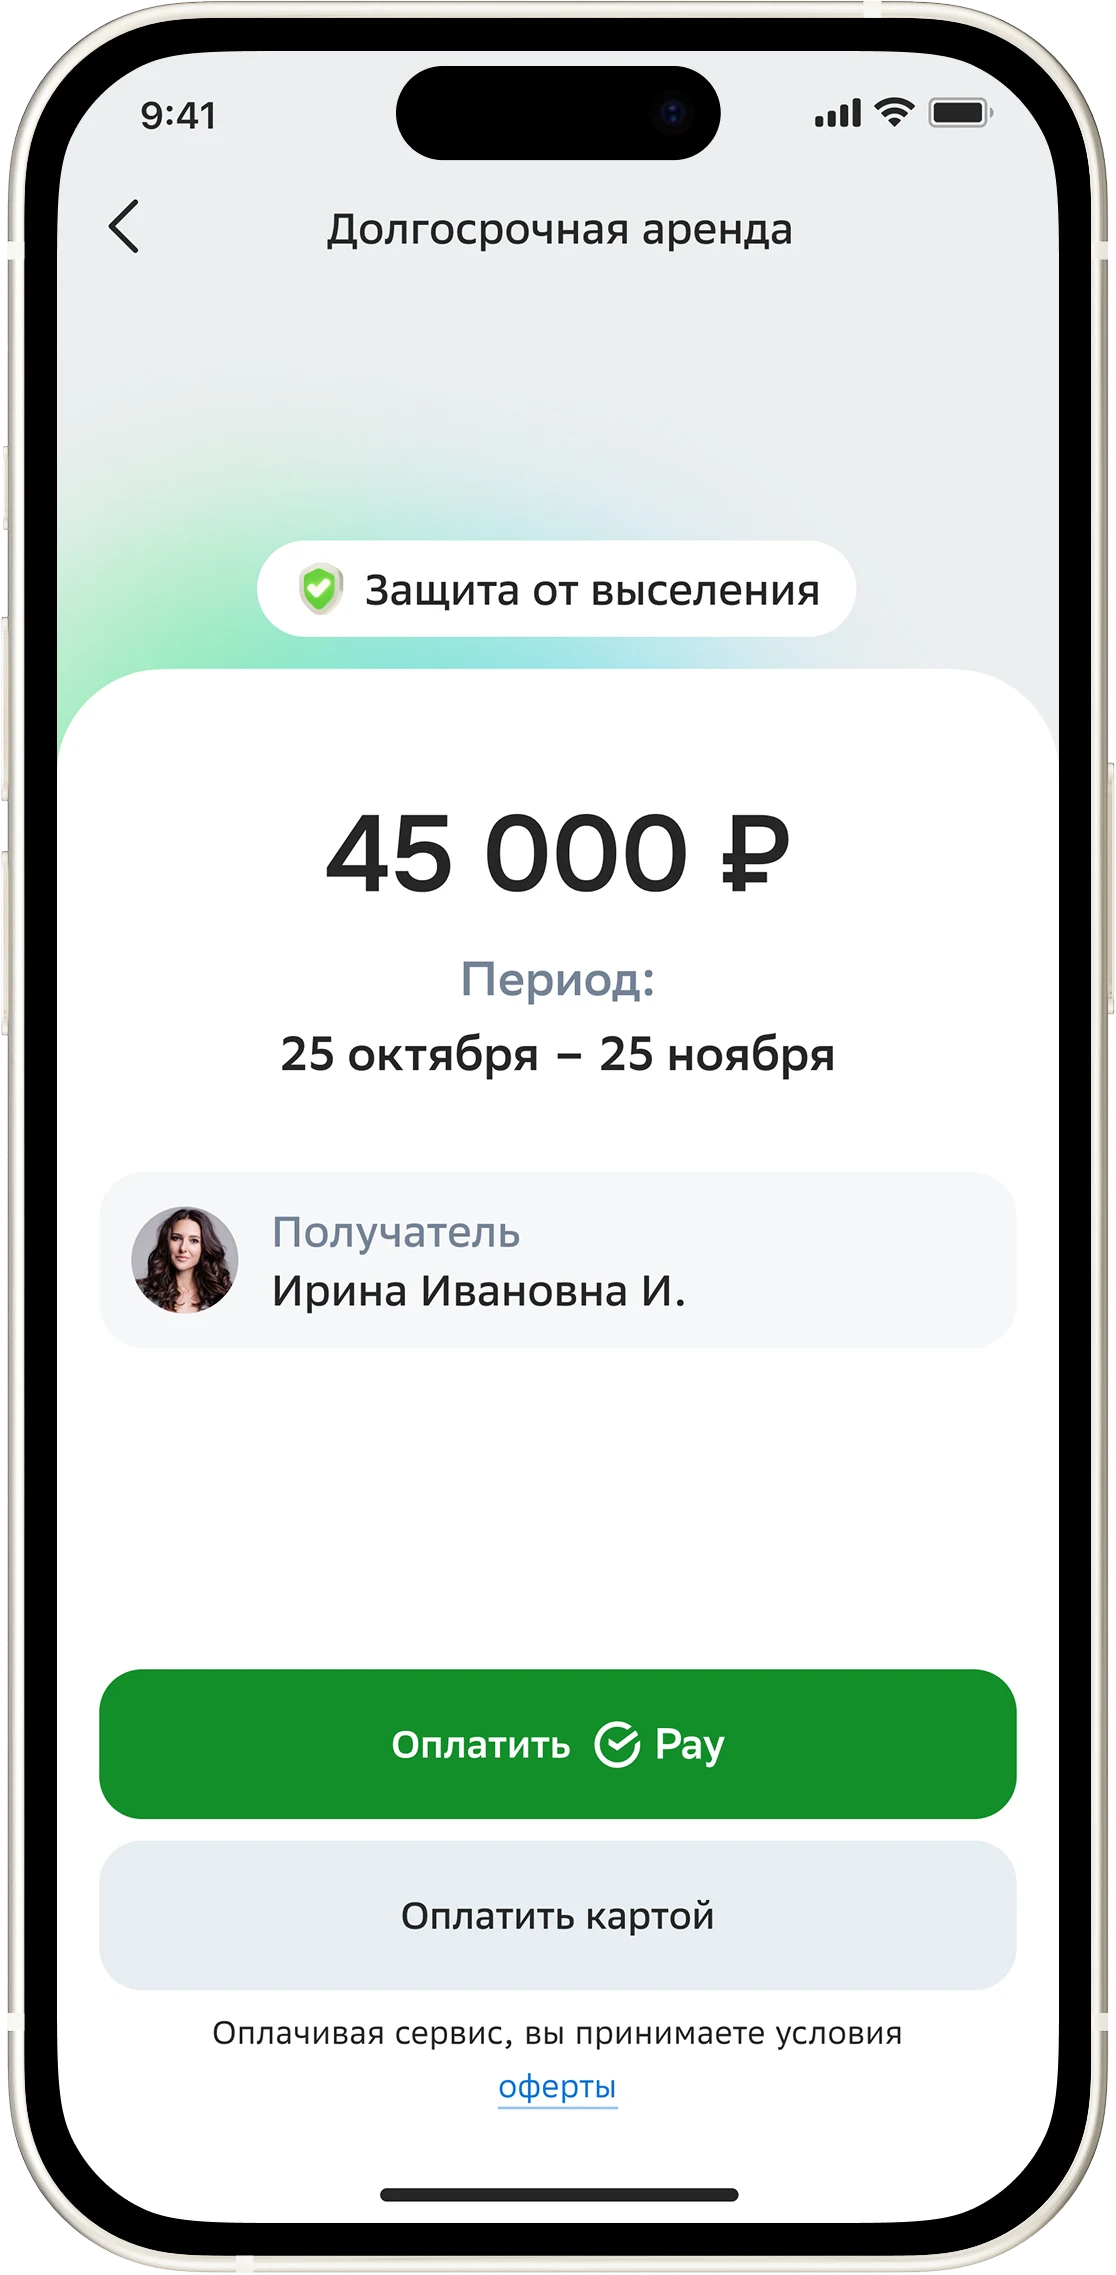 9:41
Долгосрочная аренда
Защита от выселения
45 000 ₽
Период:
25 октября – 25 ноября
Получатель
Ирина Ивановна И.
Оплатить Pay
Оплатить картой
Оплачивая сервис, вы принимаете условия
оферты